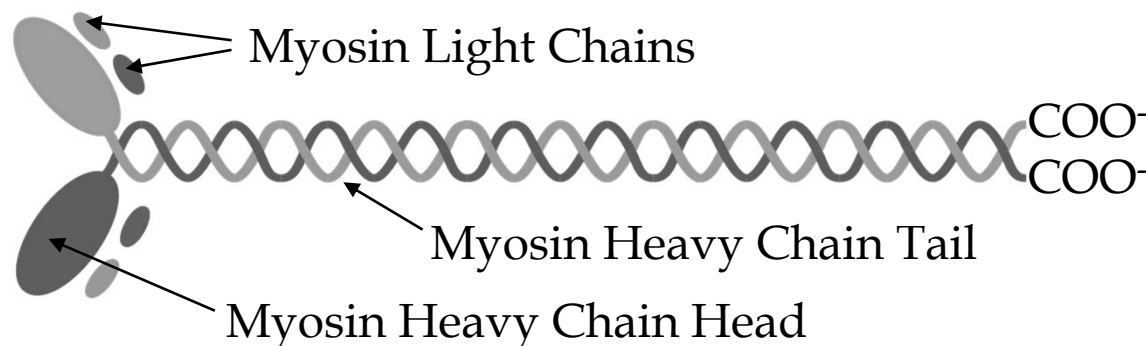 Myosin Light Chains
COO⁻
COO⁻
Myosin Heavy Chain Tail
Myosin Heavy Chain Head